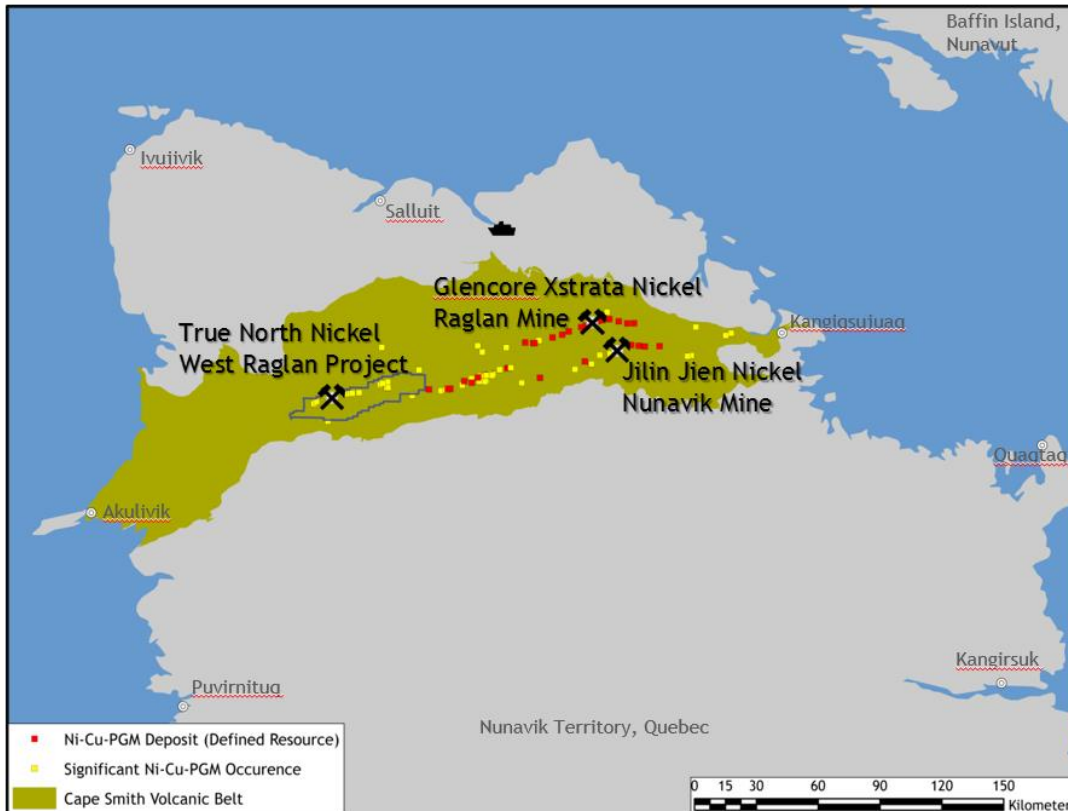 Baffin Island,
Nunavut
Ivujivik
Salluit
Glencore Xstrata Nickel
Raglan Mine
Kangiqsujuaq
True North Nickel
West Raglan Project
Jilin Jien Nickel
Nunavik Mine
Quaqtaq
Akulivik
Kangirsuk
Puvirnituq
Nunavik Territory, Quebec
Ni-Cu-PGM Deposit (Defined Resource)
Significant Ni-Cu-PGM Occurence
Cape Smith Volcanic Belt
0 15 30 60 90 120 150
Kilometer